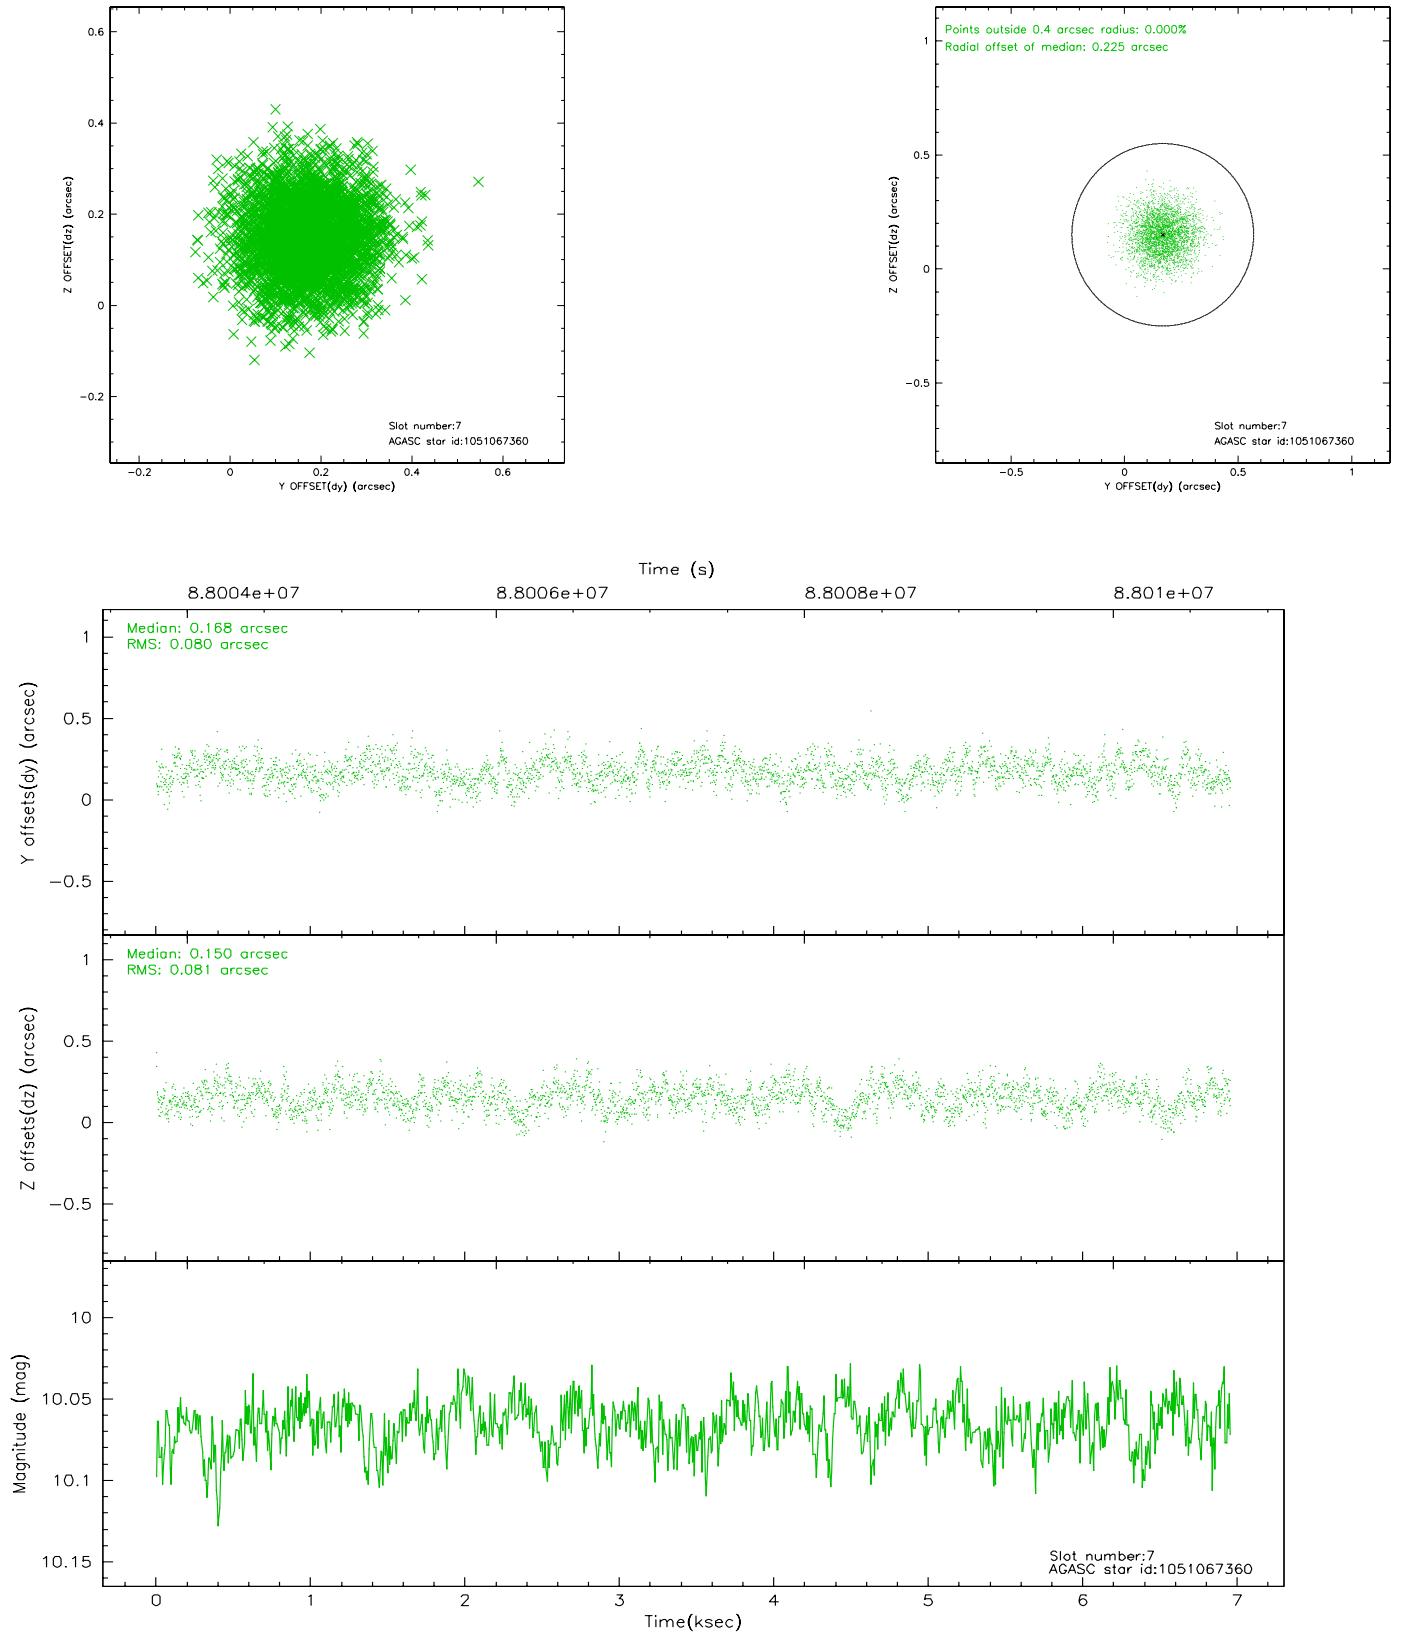 0.6
0.4
0.2
0
-0.2
-0.2
0
0.2
0.4
0.6
Z OFFSET(dz) (arcsec)
Y OFFSET(dy) (arcsec)
Slot number:7
AGASC star id:1051067360
Points outside 0.4 arcsec radius: 0.000%
Radial offset of median: 0.225 arcsec
1
0.5
0
-0.5
-0.5
0
0.5
1
Z OFFSET(dz) (arcsec)
Y OFFSET(dy) (arcsec)
Slot number:7
AGASC star id:1051067360
Time (s)
8.8004e+07
8.8006e+07
8.8008e+07
8.801e+07
Median: 0.168 arcsec
RMS: 0.080 arcsec
1
0.5
0
-0.5
Y offsets(dy) (arcsec)
Median: 0.150 arcsec
RMS: 0.081 arcsec
1
0.5
0
-0.5
Z offsets(dz) (arcsec)
10
10.05
10.1
10.15
Magnitude (mag)
Slot number:7
AGASC star id:1051067360
0
1
2
3
4
5
6
7
Time(ksec)